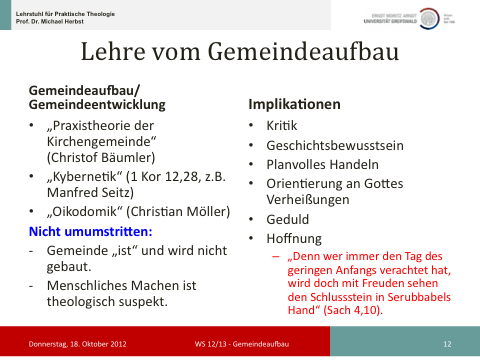 Lehrstuhl für Praktische Theologie
Prof. Dr. Michael Herbst
ERNST MORITZ ARNDT
UNIVERSITÄT GREIFSWALD
Lehre vom Gemeindeaufbau
Gemeindeaufbau/
Gemeindeentwicklung
• „Praxistheorie der
Kirchengemeinde“
(Christof Bäumler)
• „Kybernetik“ (1 Kor 12,28, z.B.
Manfred Seitz)
• „Oikodomik“ (Christian Möller)
Nicht umumstritten:
- Gemeinde „ist“ und wird nicht
gebaut.
- Menschliches Machen ist
theologisch suspekt.
Implikationen
• Kritik
• Geschichtsbewusstsein
• Planvolles Handeln
• Orientierung an Gottes
Verheißungen
• Geduld
• Hoffnung
– „Denn wer immer den Tag des
geringen Anfangs verachtet hat,
wird doch mit Freuden sehen
den Schlussstein in Serubbabels
Hand“ (Sach 4,10).
Donnerstag, 18. Oktober 2012
WS 12/13 - Gemeindeaufbau
12